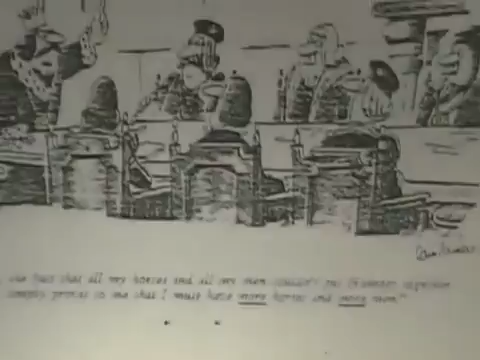 the fact that all my horses and all my men couldn't put Humpty together
simply proves to me that I must have more horses and more men."